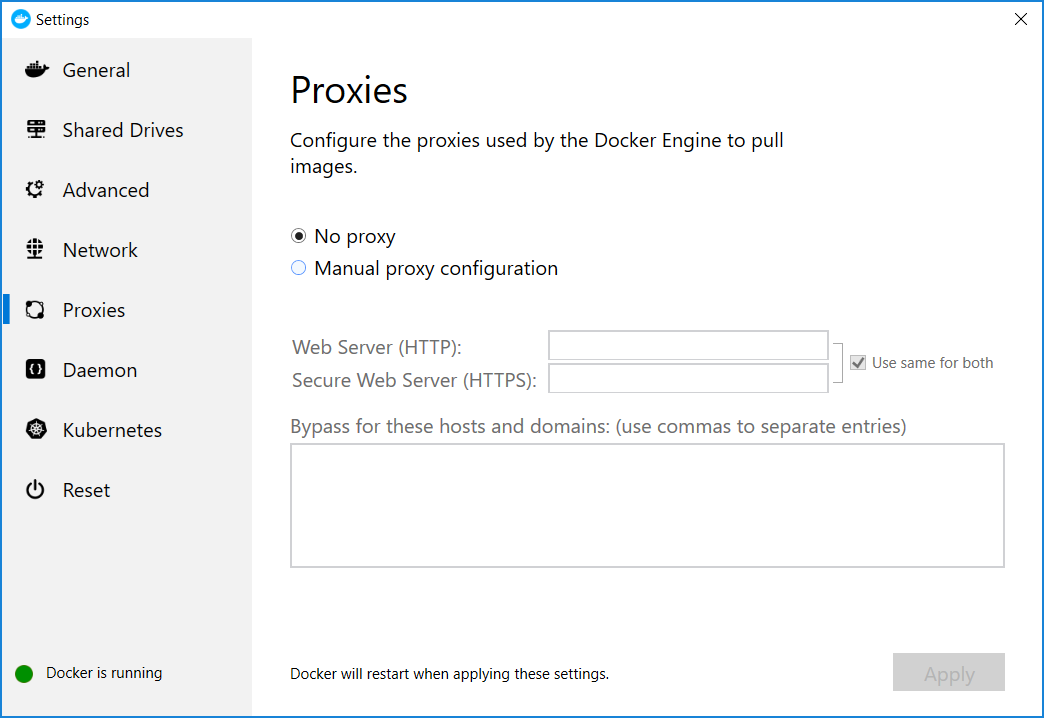 Settings
General
Shared Drives
Advanced
Network
Proxies
Daemon
Kubernetes
Reset
Docker is running
Proxies
Configure the proxies used by the Docker Engine to pull
images.
No proxy
Manual proxy configuration
Web Server (HTTP):
Secure Web Server (HTTPS):
Use same for both
Bypass for these hosts and domains: (use commas to separate entries)
Docker will restart when applying these settings.
Apply